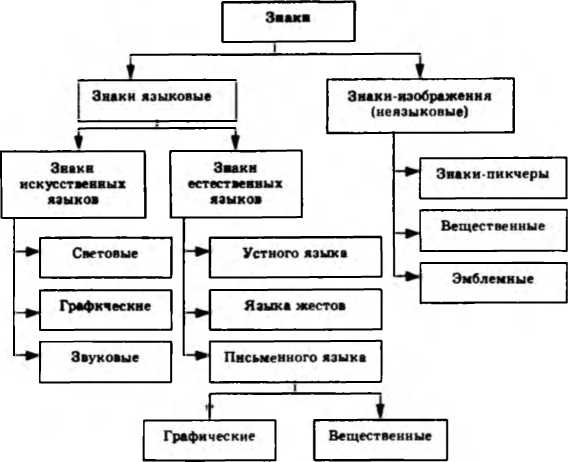 Знаки
Знаки языковые
Знаки-изображения
(неязыковые)
Знаки
искусственных
языков
Знаки
естественных
языков
Знаки-пикчеры
Вещественные
Эмблемные
Световые
Графические
Звуковые
Устного языка
Языка жестов
Письменного языка
Графические
Вещественные